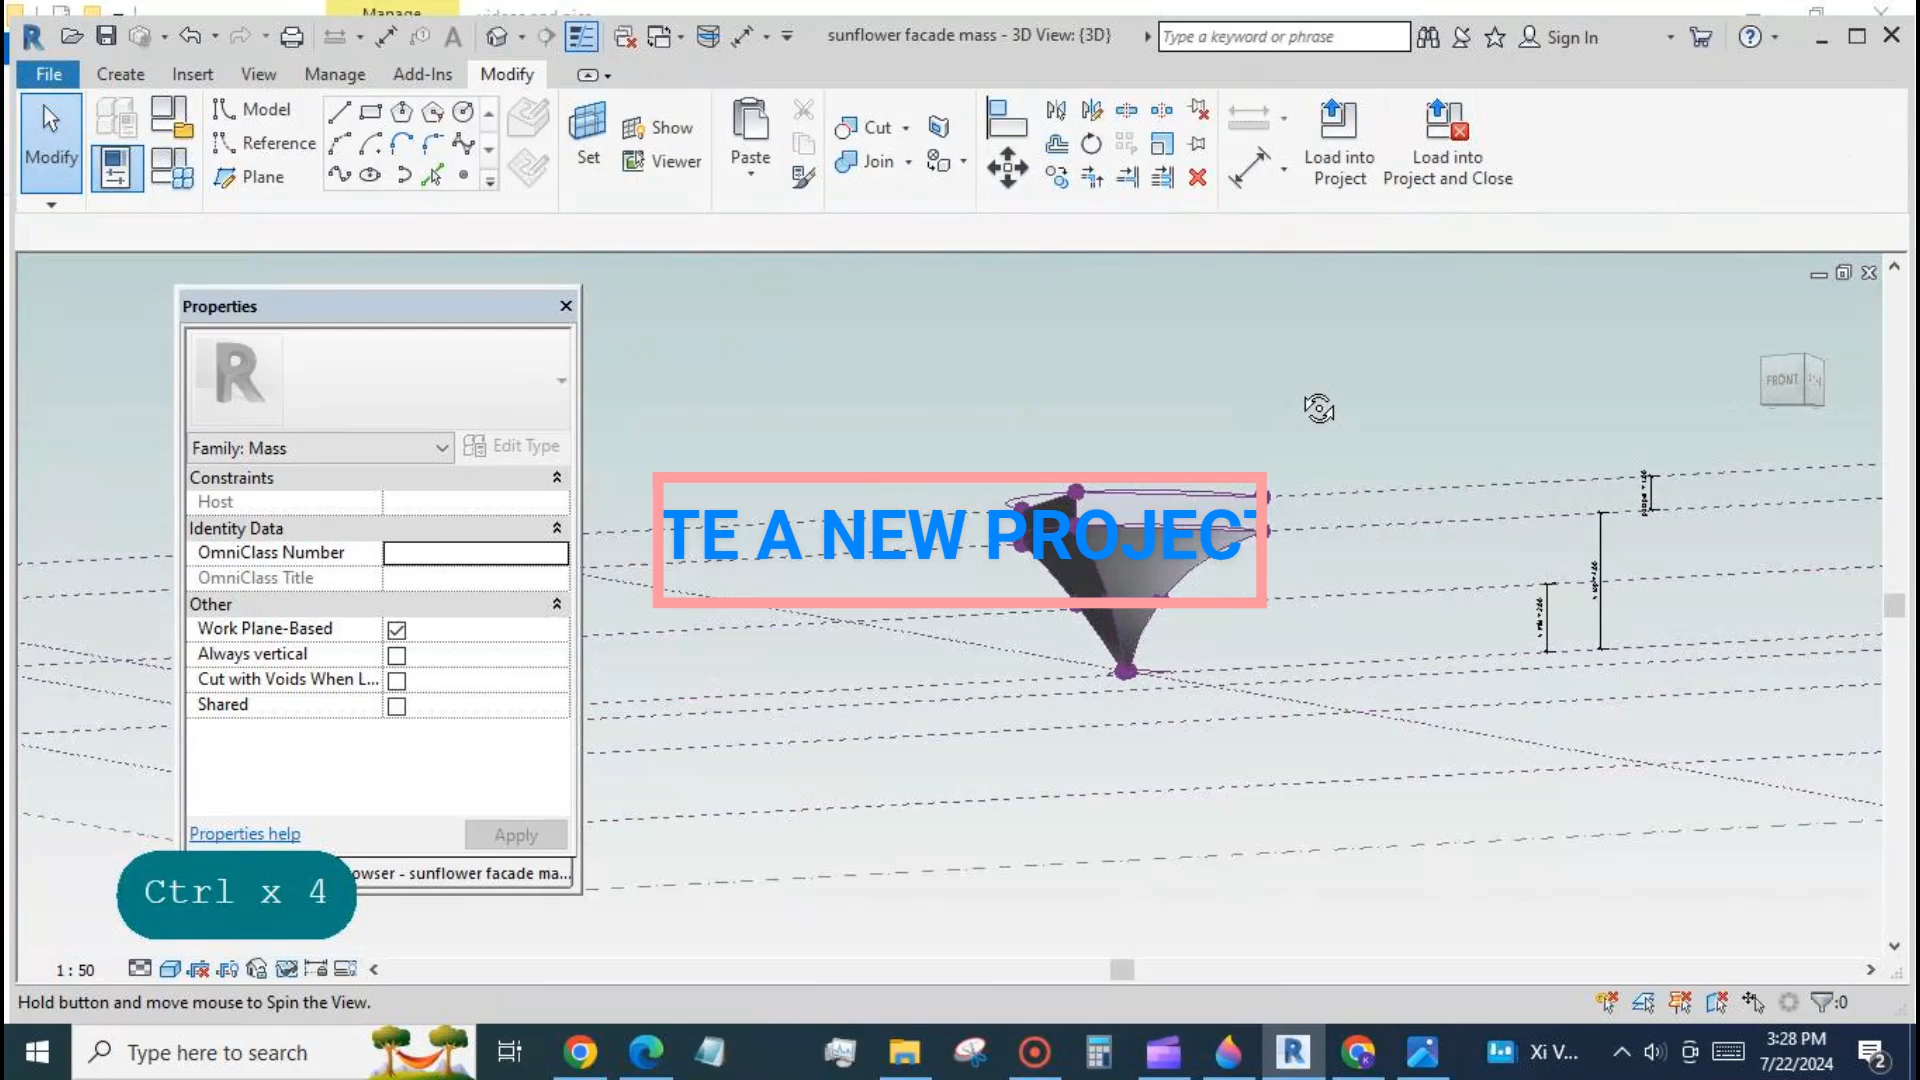 Manage
sunflower facade mass - 3D View: {3D}
Type a keyword or phrase
Sign In
File
Create
Insert
View
Manage
Add-Ins
Modify
Modify
Model
Reference
Plane
Set
Show
Viewer
Paste
Cut
Join
Load into
Project
Load into
Project and Close
Properties
R
FRONT
Family: Mass
Edit Type
Constraints
Host
Identity Data
OmniClass Number
OmniClass Title
Other
Work Plane-Based
Always vertical
Cut with Voids When L...
Shared
TE A NEW PROJEC
Properties help
Apply
owser - sunflower facade ma...
Ctrl x 4
1 : 50
Hold button and move mouse to Spin the View.
:0
Type here to search
Xi V...
3:28 PM
7/22/2024
2